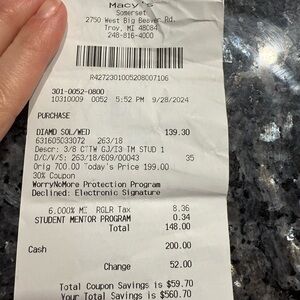 Macy's
Somerset
2750 West Big Beaver Rd.
Troy, MI 48084
248-816-4000
R4272301005208007106
301-0052-0800
10310009 0052 5:52 PM 9/28/2024
PURCHASE
DIAMD SOL/WED 139.30
631605033072 263/18
Descr: 3/8 CTTW GJ/I3 TM STUD 1
D/C/V/S: 263/18/609/00043 35
Orig 700.00 Today's Price 199.00
30% Coupon
WorryNoMore Protection Program
Declined: Electronic Signature
6.000% MI RGLR Tax 8.36
STUDENT MENTOR PROGRAM 0.34
Total 148.00
Cash 200.00
Change 52.00
Total Coupon Savings is $59.70
Your Total Savings is $560.70